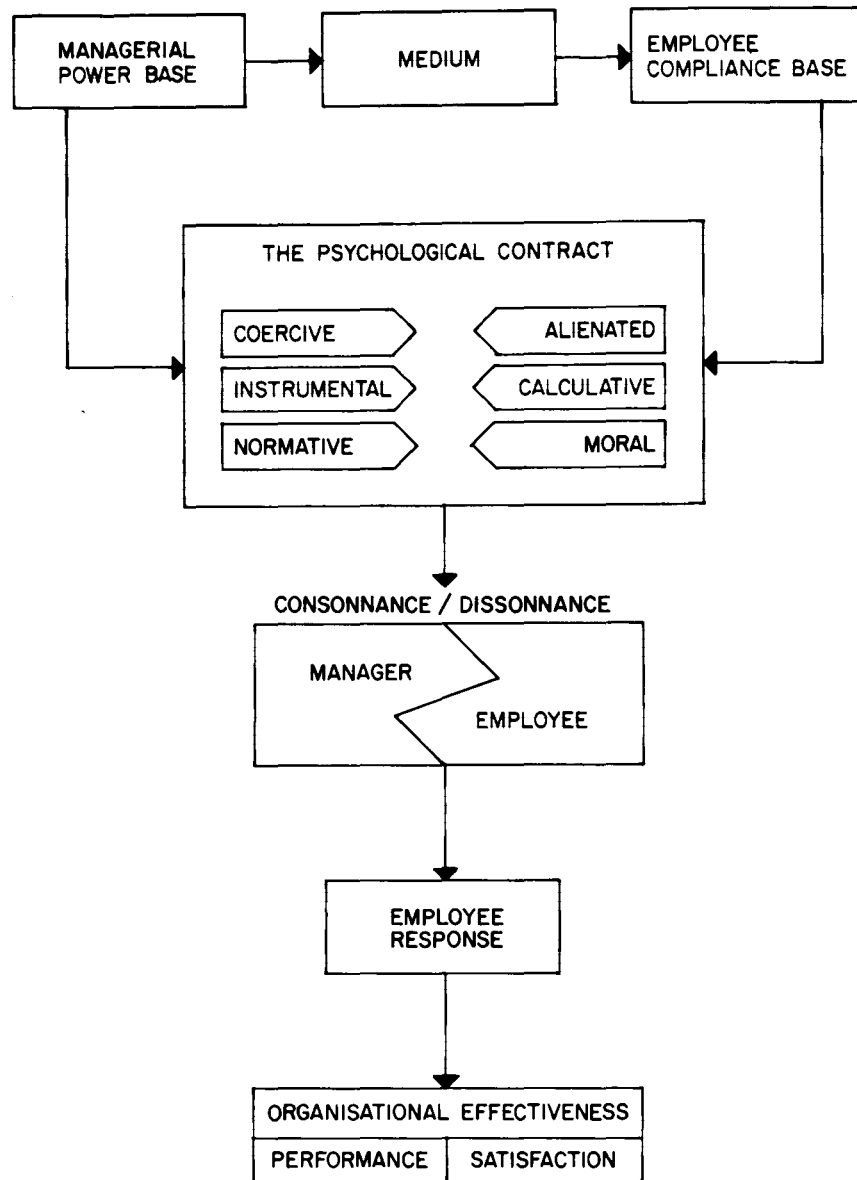 MANAGERIAL
POWER BASE
MEDIUM
EMPLOYEE
COMPLIANCE BASE
THE PSYCHOLOGICAL CONTRACT
COERCIVE
ALIENATED
INSTRUMENTAL
CALCULATIVE
NORMATIVE
MORAL
CONSONNANCE / DISSONNANCE
MANAGER
EMPLOYEE
EMPLOYEE
RESPONSE
ORGANISATIONAL EFFECTIVENESS
PERFORMANCE
SATISFACTION